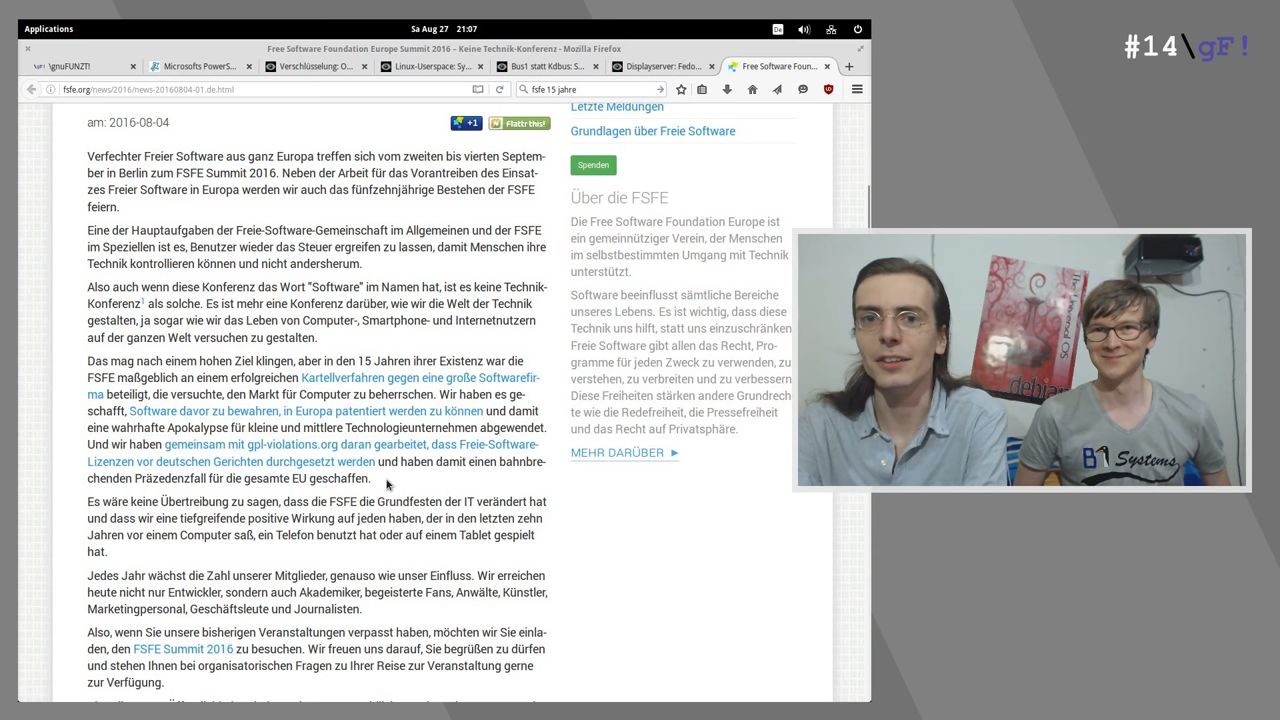 Applications
Sa Aug 27 21:07
De
Free Software Foundation Europe Summit 2016 – Keine Technik-Konferenz - Mozilla Firefox
\gnuFUNZT!
Microsofts PowerS...
Verschlüsselung: O...
Linux-Userspace: Sy...
Bus1 statt Kdbus: S...
Displayserver: Fedo...
Free Software Foun...
fsfe.org/news/2016/news-20160804-01.de.html
fsfe 15 jahre
#14\gF!
am: 2016-08-04
+1
Flattr this!
Verfechter Freier Software aus ganz Europa treffen sich vom zweiten bis vierten Septem-
ber in Berlin zum FSFE Summit 2016. Neben der Arbeit für das Vorantreiben des Einsat-
zes Freier Software in Europa werden wir auch das fünfzehnjährige Bestehen der FSFE
feiern.
Eine der Hauptaufgaben der Freie-Software-Gemeinschaft im Allgemeinen und der FSFE
im Speziellen ist es, Benutzer wieder das Steuer ergreifen zu lassen, damit Menschen ihre
Technik kontrollieren können und nicht andersherum.
Also auch wenn diese Konferenz das Wort "Software" im Namen hat, ist es keine Technik-
Konferenz1 als solche. Es ist mehr eine Konferenz darüber, wie wir die Welt der Technik
gestalten, ja sogar wie wir das Leben von Computer-, Smartphone- und Internetnutzern
auf der ganzen Welt versuchen zu gestalten.
Das mag nach einem hohen Ziel klingen, aber in den 15 Jahren ihrer Existenz war die
FSFE maßgeblich an einem erfolgreichen Kartellverfahren gegen eine große Softwarefir-
ma beteiligt, die versuchte, den Markt für Computer zu beherrschen. Wir haben es ge-
schafft, Software davor zu bewahren, in Europa patentiert werden zu können und damit
eine wahrhafte Apokalypse für kleine und mittlere Technologieunternehmen abgewendet.
Und wir haben gemeinsam mit gpl-violations.org daran gearbeitet, dass Freie-Software-
Lizenzen vor deutschen Gerichten durchgesetzt werden und haben damit einen bahnbre-
chenden Präzedenzfall für die gesamte EU geschaffen.
Es wäre keine Übertreibung zu sagen, dass die FSFE die Grundfesten der IT verändert hat
und dass wir eine tiefgreifende positive Wirkung auf jeden haben, der in den letzten zehn
Jahren vor einem Computer saß, ein Telefon benutzt hat oder auf einem Tablet gespielt
hat.
Jedes Jahr wächst die Zahl unserer Mitglieder, genauso wie unser Einfluss. Wir erreichen
heute nicht nur Entwickler, sondern auch Akademiker, begeisterte Fans, Anwälte, Künstler,
Marketingpersonal, Geschäftsleute und Journalisten.
Also, wenn Sie unsere bisherigen Veranstaltungen verpasst haben, möchten wir Sie einla-
den, den FSFE Summit 2016 zu besuchen. Wir freuen uns darauf, Sie begrüßen zu dürfen
und stehen Ihnen bei organisatorischen Fragen zu Ihrer Reise zur Veranstaltung gerne
zur Verfügung.
Letzte Meldungen
Grundlagen über Freie Software
Spenden
Über die FSFE
Die Free Software Foundation Europe ist
ein gemeinnütziger Verein, der Menschen
im selbstbestimmten Umgang mit Technik
unterstützt.
Software beeinflusst sämtliche Bereiche
unseres Lebens. Es ist wichtig, dass diese
Technik uns hilft, statt uns einzuschränken
Freie Software gibt allen das Recht, Pro-
gramme für jeden Zweck zu verwenden, zu
verstehen, zu verbreiten und zu verbessern
Diese Freiheiten stärken andere Grundrech
te wie die Redefreiheit, die Pressefreiheit
und das Recht auf Privatsphäre.
MEHR DARÜBER
debian
B1 Systems